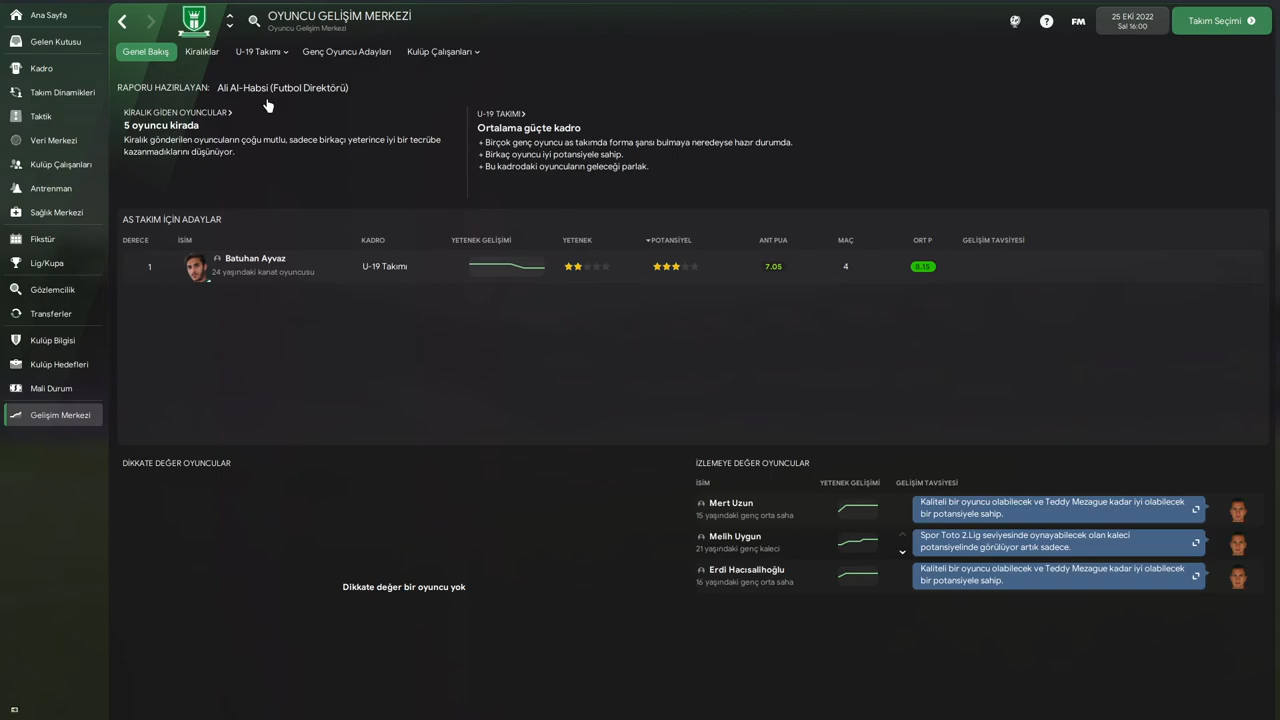 Ana Sayfa
Gelen Kutusu
Kadro
Takım Dinamikleri
Taktik
Veri Merkezi
Kulüp Çalışanları
Antrenman
Sağlık Merkezi
Fikstür
Lig/Kupa
Gözlemcilik
Transferler
Kulüp Bilgisi
Kulüp Hedefleri
Mali Durum
Gelişim Merkezi
OYUNCU GELİŞİM MERKEZİ
Oyuncu Gelişim Merkezi
FM
25 EKİ 2022
Sal 16:00
Takım Seçimi
Genel Bakış Kiralıklar U-19 Takımı Genç Oyuncu Adayları Kulüp Çalışanları
RAPORU HAZIRLAYAN: Ali Al-Habsi (Futbol Direktörü)
KİRALIK GİDEN OYUNCULAR
5 oyuncu kirada
Kiralık gönderilen oyuncuların çoğu mutlu, sadece birkaçı yeterince iyi bir tecrübe
kazanmadıklarını düşünüyor.
U-19 TAKIMI
Ortalama güçte kadro
+ Birçok genç oyuncu as takımda forma şansı bulmaya neredeyse hazır durumda.
+ Birkaç oyuncu iyi potansiyele sahip.
+ Bu kadrodaki oyuncuların geleceği parlak.
AS TAKIM İÇİN ADAYLAR
DERECE İSİM KADRO YETENEK GELİŞİMİ YETENEK POTANSİYEL ANT PUA MAÇ ORT P GELİŞİM TAVSİYESİ
1 Batuhan Ayvaz U-19 Takımı 7.05 4 8.15
24 yaşındaki kanat oyuncusu
DİKKATE DEĞER OYUNCULAR
Dikkate değer bir oyuncu yok
İZLEMEYE DEĞER OYUNCULAR
İSİM YETENEK GELİŞİMİ GELİŞİM TAVSİYESİ
Mert Uzun
15 yaşındaki genç orta saha
Kaliteli bir oyuncu olabilecek ve Teddy Mezague kadar iyi olabilecek
bir potansiyele sahip.
Melih Uygun
21 yaşındaki genç kaleci
Spor Toto 2.Lig seviyesinde oynayabilecek olan kaleci
potansiyelinde görülüyor artık sadece.
Erdi Hacısalihoğlu
16 yaşındaki genç orta saha
Kaliteli bir oyuncu olabilecek ve Teddy Mezague kadar iyi olabilecek
bir potansiyele sahip.